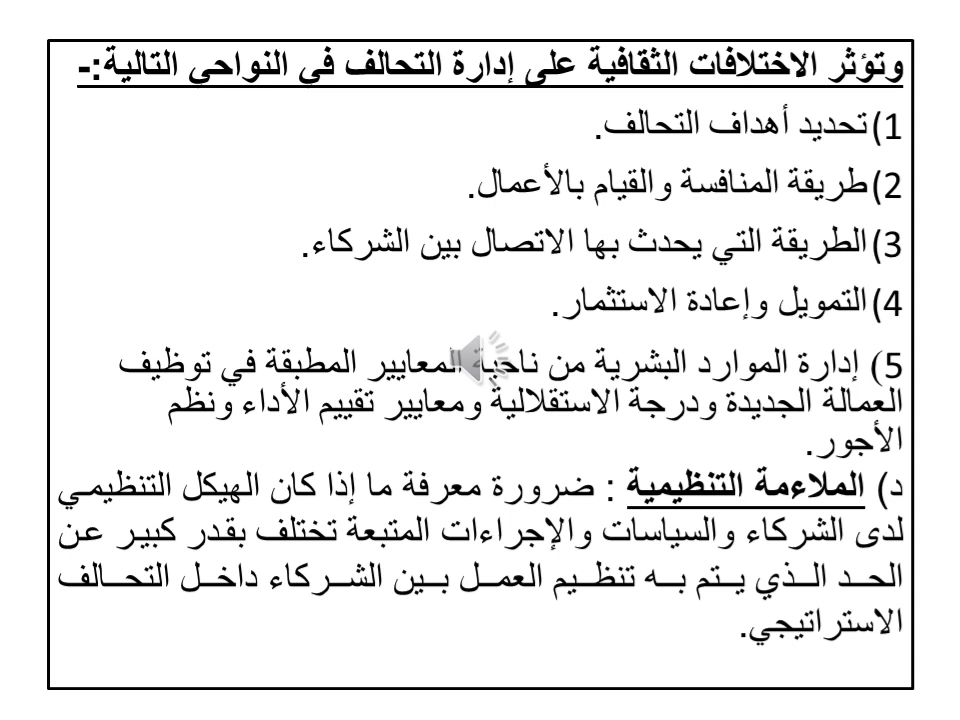 وتؤثر الاختلافات الثقافية على إدارة التحالف في النواحي التالية:-
1)تحديد أهداف التحالف.
2)طريقة المنافسة والقيام بالأعمال.
3)الطريقة التي يحدث بها الاتصال بين الشركاء.
4)التمويل وإعادة الاستثمار.
5) إدارة الموارد البشرية من ناحية المعايير المطبقة في توظيف
العمالة الجديدة ودرجة الاستقلالية ومعايير تقييم الأداء ونظم
الأجور.
د) الملاءمة التنظيمية : ضرورة معرفة ما إذا كان الهيكل التنظيمي
لدى الشركاء والسياسات والإجراءات المتبعة تختلف بقدر كبير عن
الحد الذي يتم به تنظيم العمل بين الشركاء داخل التحالف
الاستراتيجي.